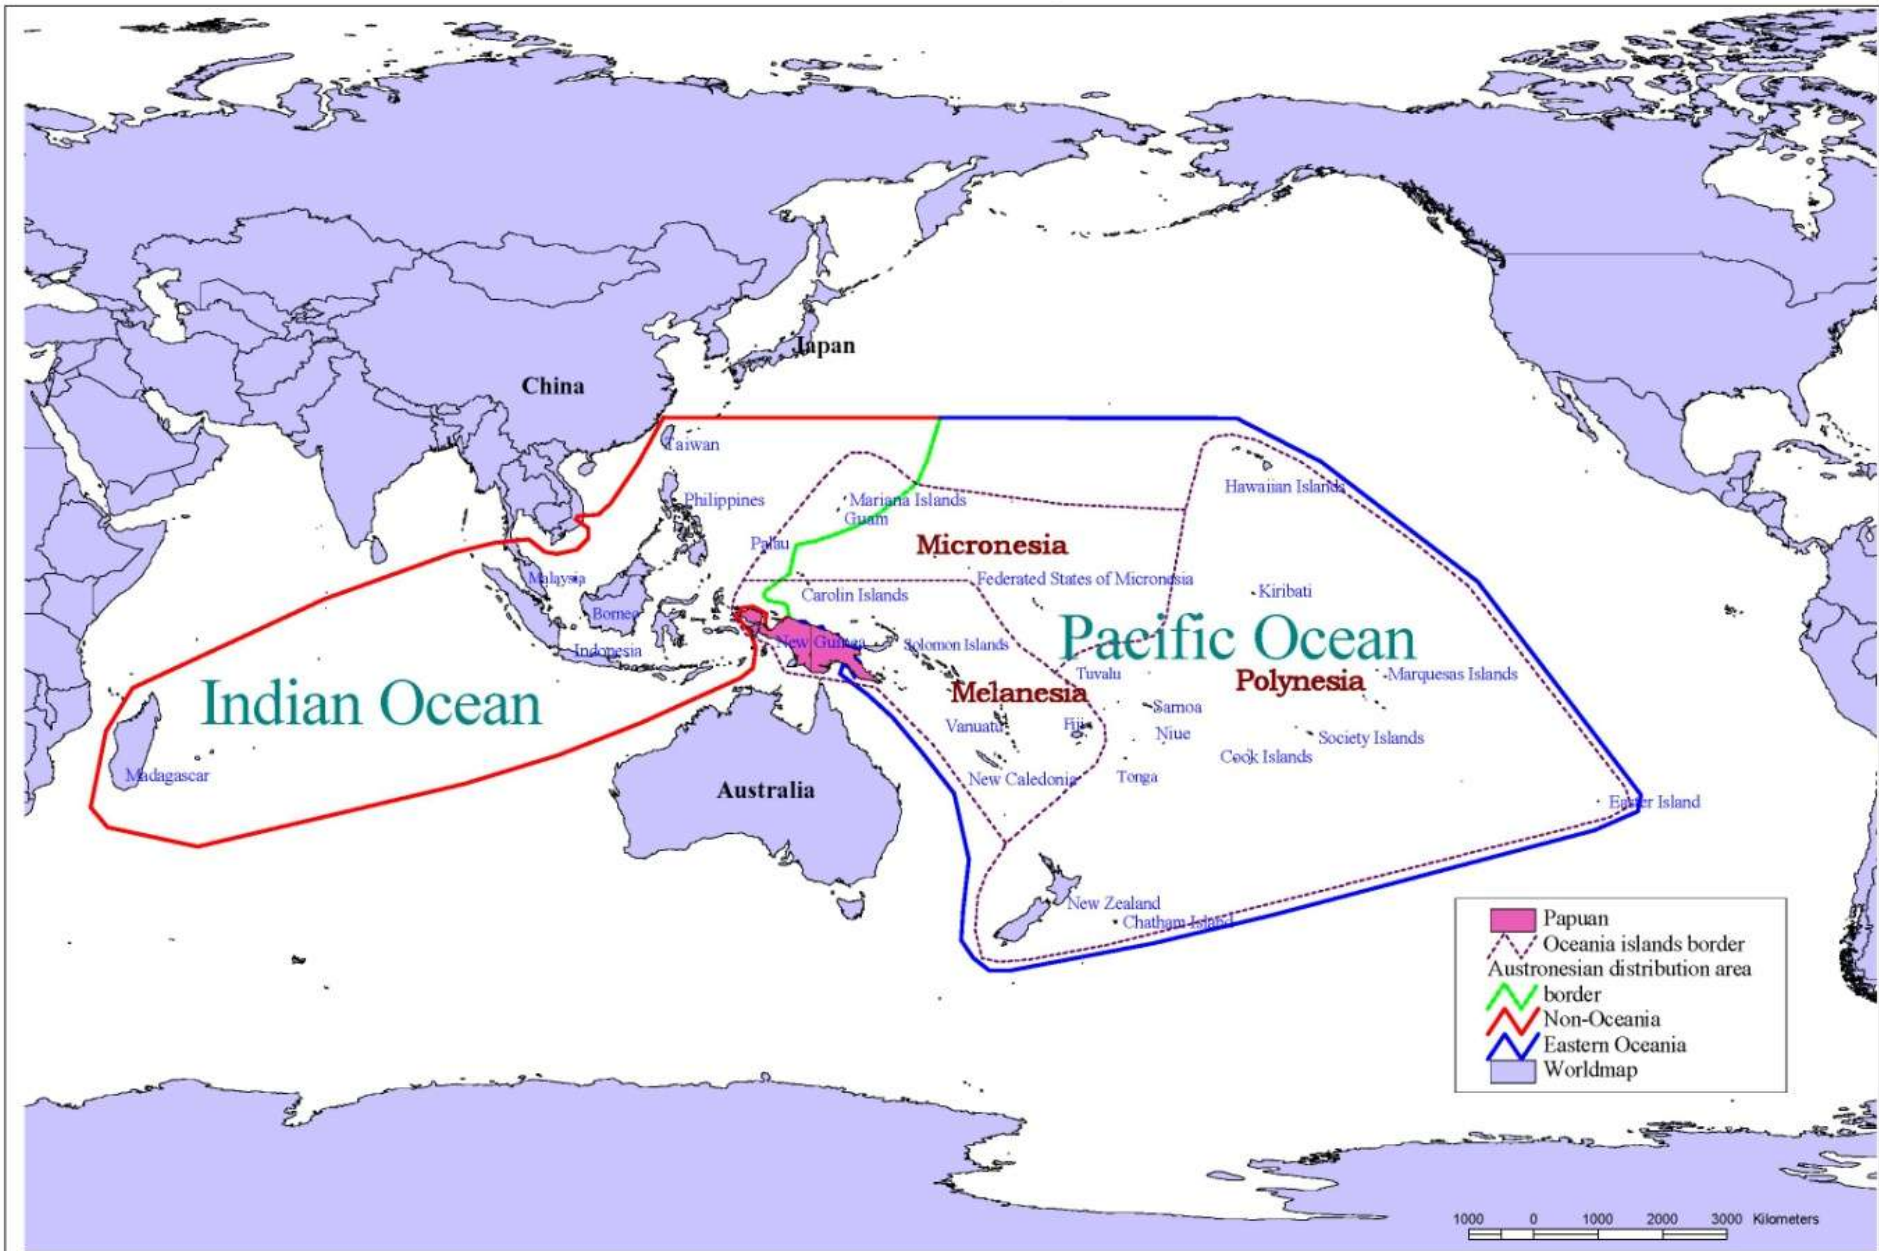 Japan
China
Taiwan
Philippines
Mariana Islands
Guam
Hawaiian Islands
Palau
Micronesia
Malaysia
Federated States of Micronesia
Carolin Islands
Kiribati
Borneo
Pacific Ocean
New Guinea
Solomon Islands
Indonesia
Tuvalu
Polynesia
Marquesas Islands
Indian Ocean
Melanesia
Samoa
Vanuatu
Fiji
Niue
Society Islands
Cook Islands
Madagascar
New Caledonia
Tonga
Australia
Easter Island
New Zealand
Chatham Island
Papuan
Oceania islands border
Austronesian distribution area
border
Non-Oceania
Eastern Oceania
Worldmap
1000 0 1000 2000 3000 Kilometers